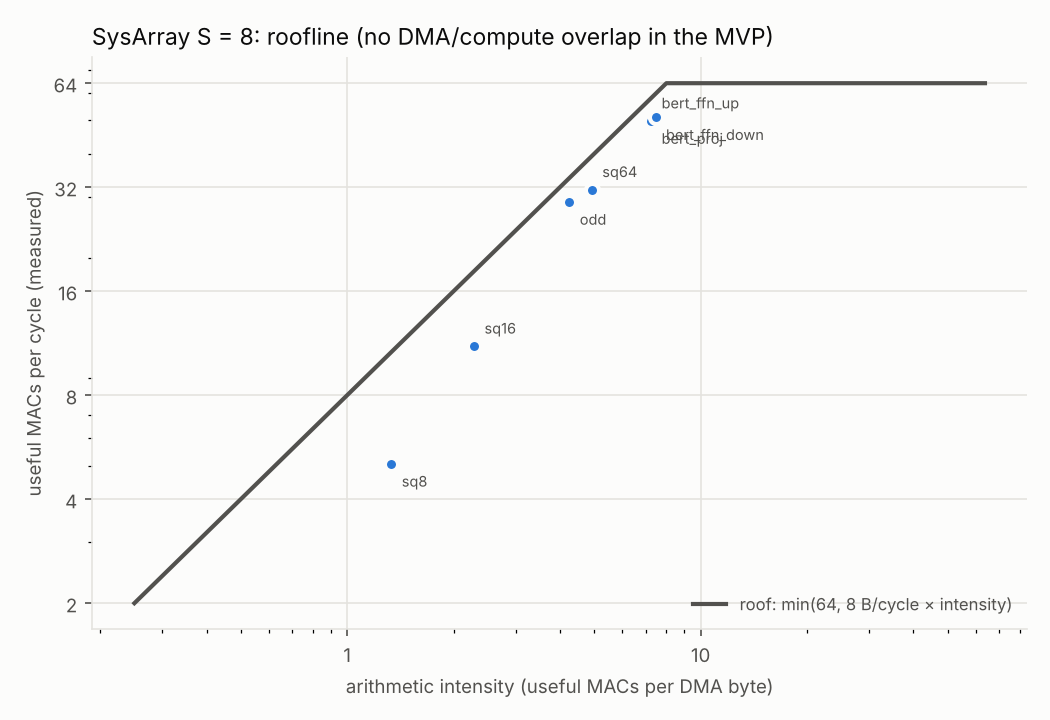 SysArray S = 8: roofline (no DMA/compute overlap in the MVP)
useful MACs per cycle (measured)
64
32
16
8
4
2
bert_ffn_up
bert_ffn_down
bert_proj
sq64
odd
sq16
sq8
roof: min(64, 8 B/cycle × intensity)
1
10
arithmetic intensity (useful MACs per DMA byte)